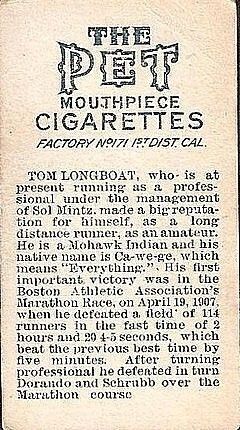 THE
PET
MOUTHPIECE
CIGARETTES
FACTORY No 171 1ST DIST. CAL.
TOM LONGBOAT, who is at
present running as a profes-
sional under the management
of Sol Mintz, made a big reputa-
tion for himself, as a long
distance runner, as an amateur.
He is a Mohawk Indian and his
native name is Ca-we-ge, which
means "Everything." His first
important victory was in the
Boston Athletic Association's
Marathon Race, on April 19, 1907,
when he defeated a field of 114
runners in the fast time of 2
hours and 20 4-5 seconds, which
beat the previous best time by
five minutes. After turning
professional he defeated in turn
Dorando and Schrubb over the
Marathon course